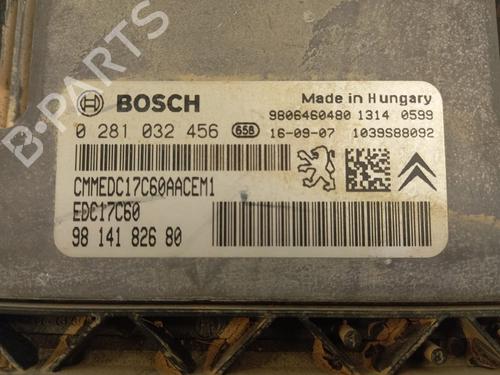 B-PARTS
BOSCH
Made in Hungary
9806460480 1314 0599
0 281 032 456 658 16-09-07 1039S88092
CMMEDC17C60AACEM1
EDC17C60
98 141 826 80